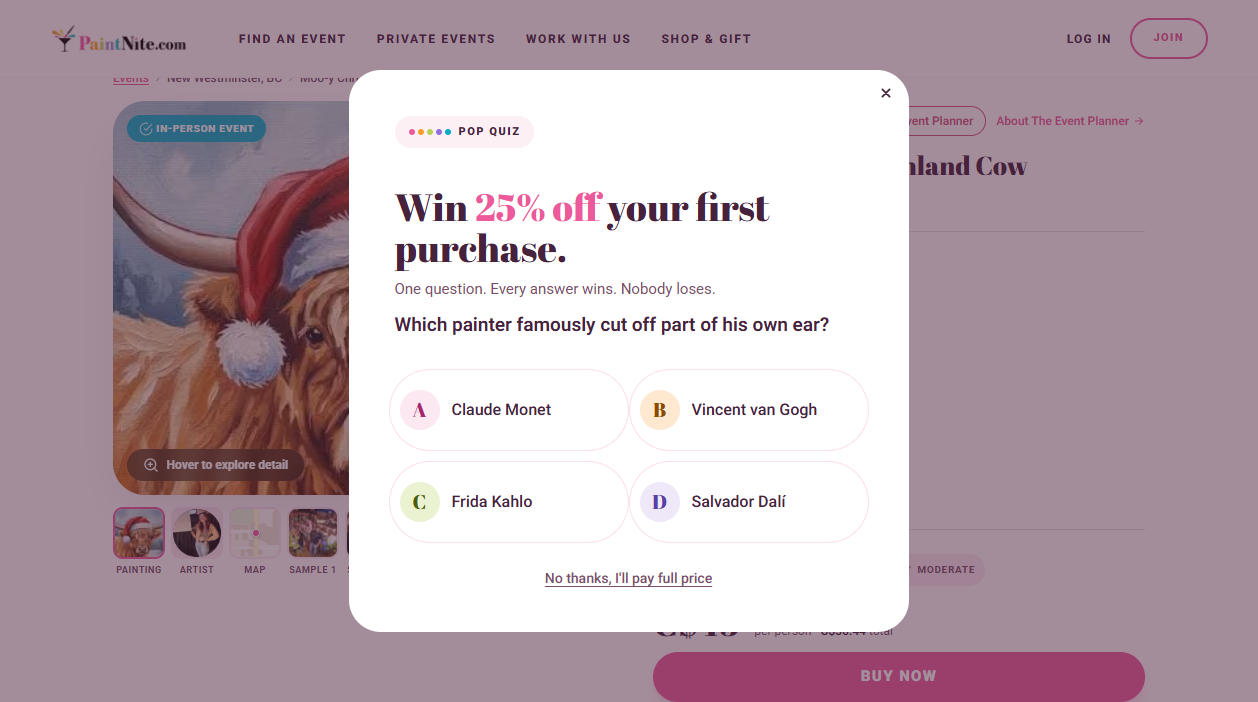 PaintNite.com
FIND AN EVENT
PRIVATE EVENTS
WORK WITH US
SHOP & GIFT
LOG IN
JOIN
Events
New Westminster, BC
IN-PERSON EVENT
About The Event Planner →
POP QUIZ
Win 25% off your first
purchase.
One question. Every answer wins. Nobody loses.
Which painter famously cut off part of his own ear?
A Claude Monet
B Vincent van Gogh
C Frida Kahlo
D Salvador Dalí
No thanks, I'll pay full price
Hover to explore detail
PAINTING
ARTIST
MAP
SAMPLE 1
Planner
Cow
MODERATE
per person
total
BUY NOW